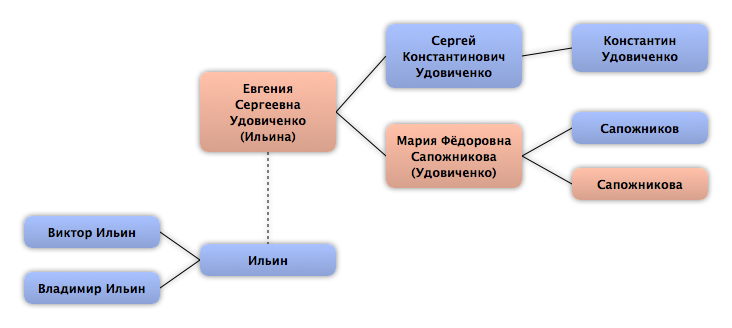 Сергей
Константинович
Удовиченко
Константин
Удовиченко
Евгения
Сергеевна
Удовиченко
(Ильина)
Мария Фёдоровна
Сапожникова
(Удовиченко)
Сапожников
Сапожникова
Виктор Ильин
Ильин
Владимир Ильин